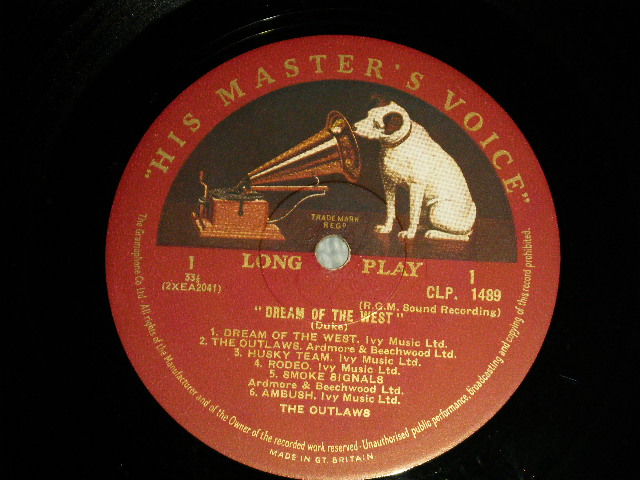 "HIS MASTER'S VOICE"
TRADE MARK
REGD
1 LONG PLAY 1
33⅓
(2XEA2041)
CLP. 1489
(R.G.M. Sound Recording)
"DREAM OF THE WEST"
(Duke)
1. DREAM OF THE WEST. Ivy Music Ltd.
2. THE OUTLAWS. Ardmore & Beechwood Ltd.
3. HUSKY TEAM. Ivy Music Ltd.
4. RODEO. Ivy Music Ltd.
5. SMOKE SIGNALS
Ardmore & Beechwood Ltd.
6. AMBUSH. Ivy Music Ltd.
THE OUTLAWS
The Gramophone Co Ltd.-All rights of the Manufacturer and of the Owner of the recorded work reserved-Unauthorised public performance, broadcasting and copying of this record prohibited.
MADE IN GT. BRITAIN.